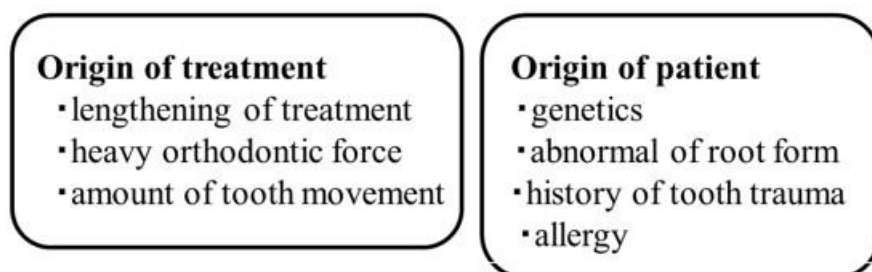 Origin of treatment
・lengthening of treatment
・heavy orthodontic force
・amount of tooth movement
Origin of patient
・genetics
・abnormal of root form
・history of tooth trauma
・allergy